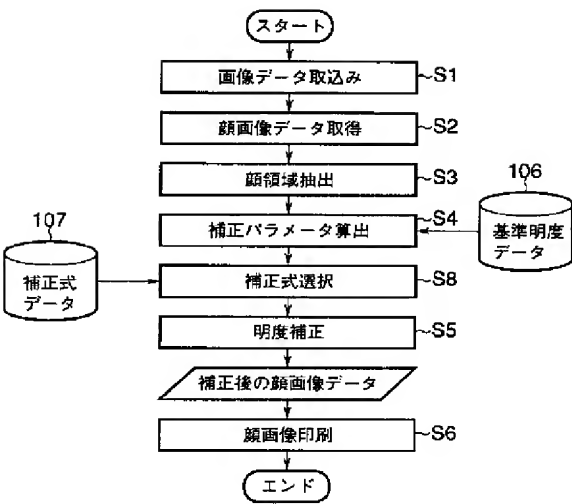 スタート
画像データ取込み
S1
顔画像データ取得
S2
顔領域抽出
S3
106
基準明度
データ
補正パラメータ算出
S4
107
補正式
データ
補正式選択
S8
明度補正
S5
補正後の顔画像データ
顔画像印刷
S6
エンド